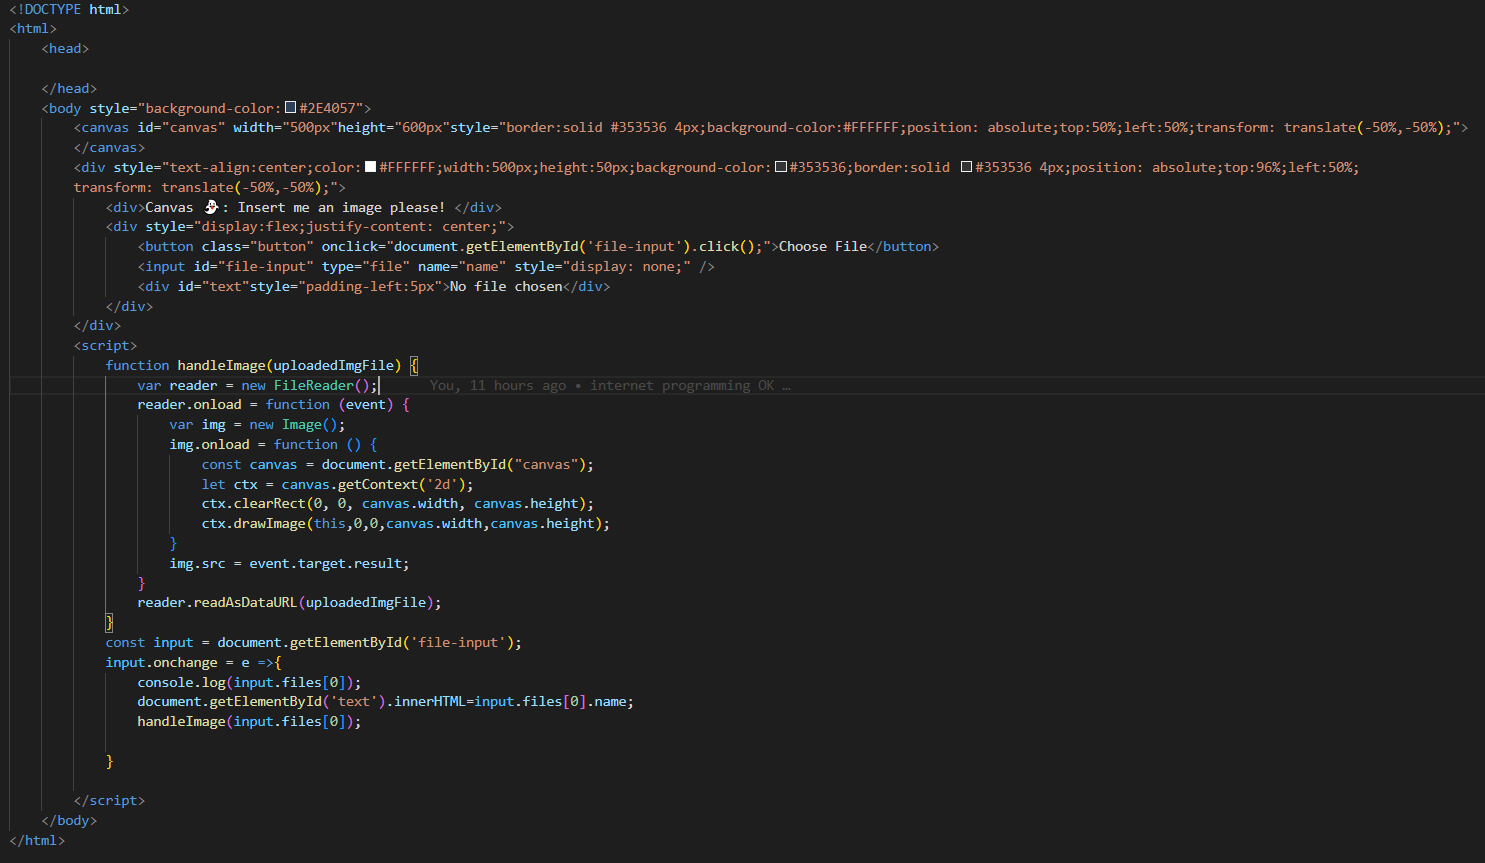 <!DOCTYPE html>
<html>
    <head>

    </head>
    <body style="background-color:#2E4057">
        <canvas id="canvas" width="500px"height="600px"style="border:solid #353536 4px;background-color:#FFFFFF;position: absolute;top:50%;left:50%;transform: translate(-50%,-50%);">
        </canvas>
        <div style="text-align:center;color:#FFFFFF;width:500px;height:50px;background-color:#353536;border:solid #353536 4px;position: absolute;top:96%;left:50%;
        transform: translate(-50%,-50%);">
            <div>Canvas 👻: Insert me an image please! </div>
            <div style="display:flex;justify-content: center;">
                <button class="button" onclick="document.getElementById('file-input').click();">Choose File</button>
                <input id="file-input" type="file" name="name" style="display: none;" />
                <div id="text"style="padding-left:5px">No file chosen</div>
            </div>
        </div>
        <script>
            function handleImage(uploadedImgFile) {
                var reader = new FileReader();      You, 11 hours ago • internet programming OK …
                reader.onload = function (event) {
                    var img = new Image();
                    img.onload = function () {
                        const canvas = document.getElementById("canvas");
                        let ctx = canvas.getContext('2d');
                        ctx.clearRect(0, 0, canvas.width, canvas.height);
                        ctx.drawImage(this,0,0,canvas.width,canvas.height);
                    }
                    img.src = event.target.result;
                }
                reader.readAsDataURL(uploadedImgFile);
            }
            const input = document.getElementById('file-input');
            input.onchange = e =>{
                console.log(input.files[0]);
                document.getElementById('text').innerHTML=input.files[0].name;
                handleImage(input.files[0]);

            }

        </script>
    </body>
</html>